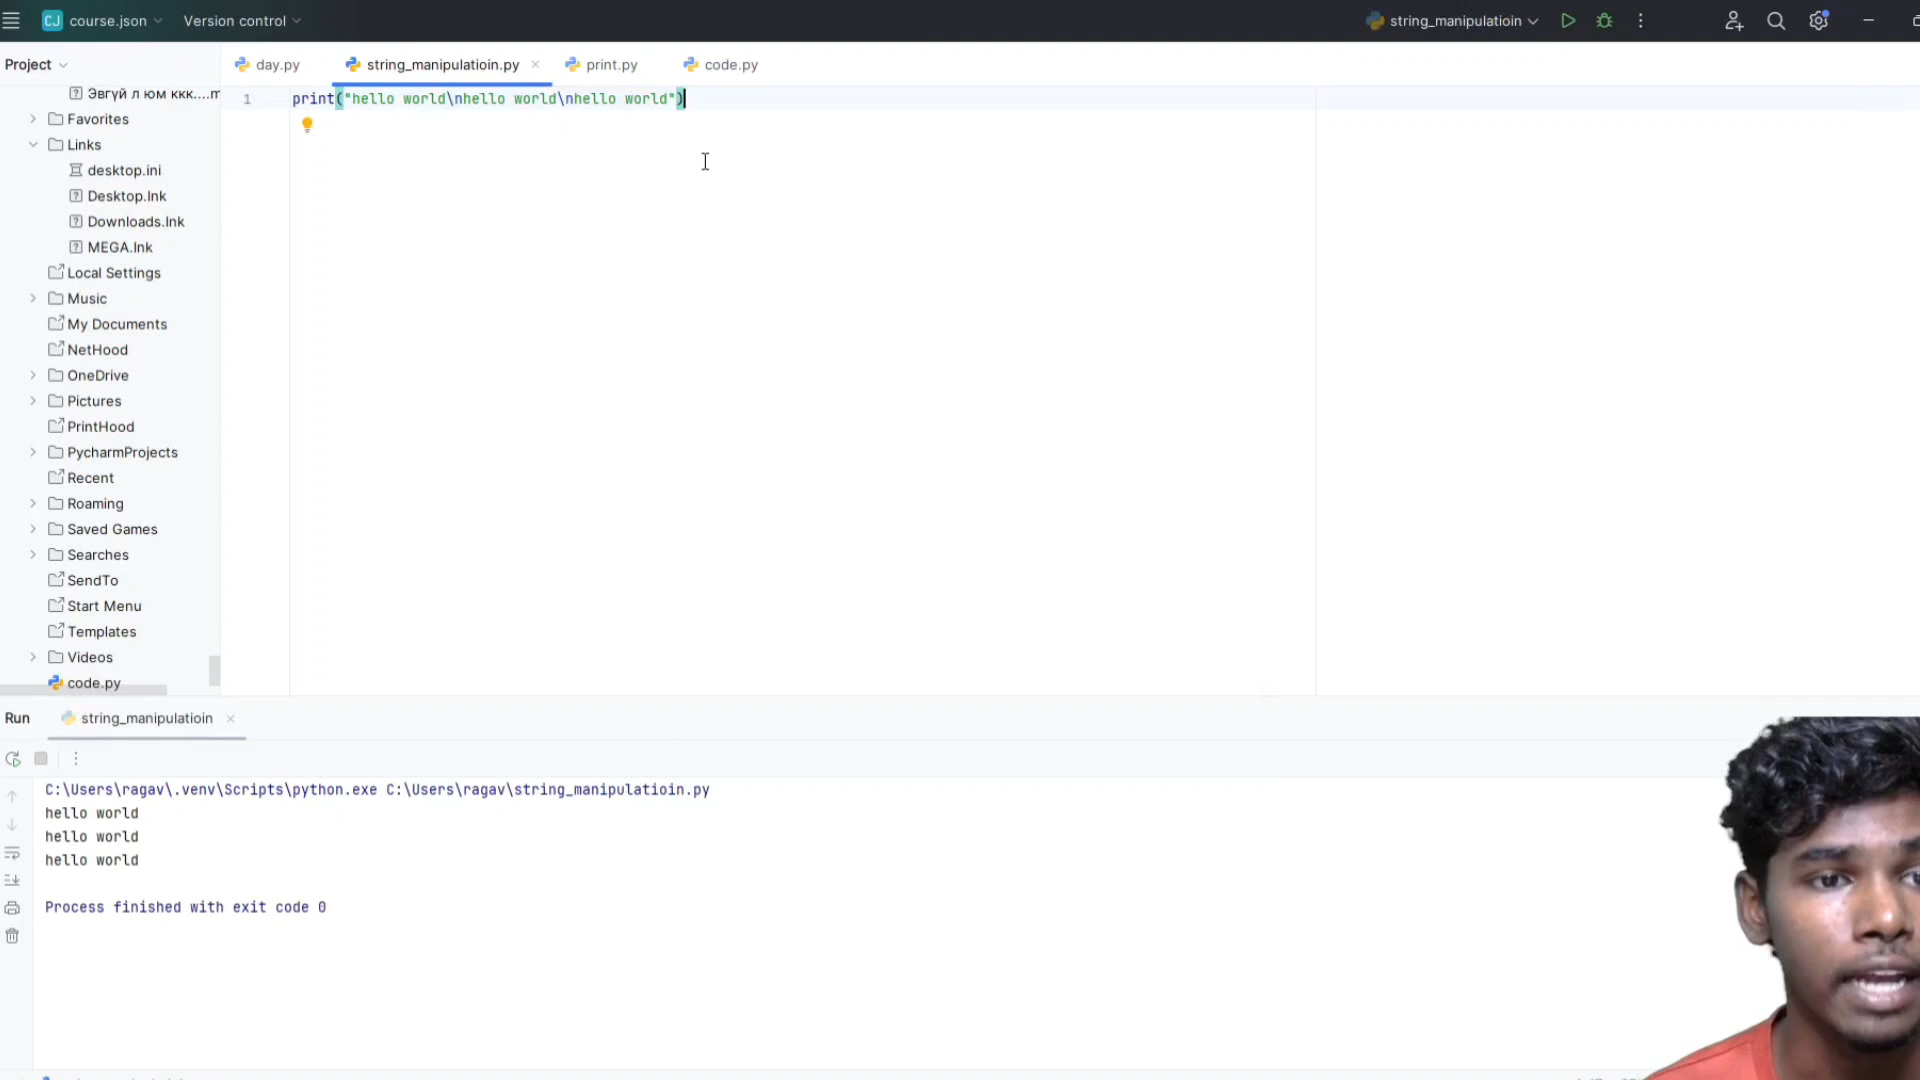 CJ course.json Version control string_manipulatioin
Project day.py string_manipulatioin.py print.py code.py
Эвгүй л юм ккк....m
Favorites
Links
desktop.ini
Desktop.lnk
Downloads.lnk
MEGA.lnk
Local Settings
Music
My Documents
NetHood
OneDrive
Pictures
PrintHood
PycharmProjects
Recent
Roaming
Saved Games
Searches
SendTo
Start Menu
Templates
Videos
code.py
1 print("hello world\nhello world\nhello world")
Run string_manipulatioin
C:\Users\ragav\.venv\Scripts\python.exe C:\Users\ragav\string_manipulatioin.py
hello world
hello world
hello world
Process finished with exit code 0